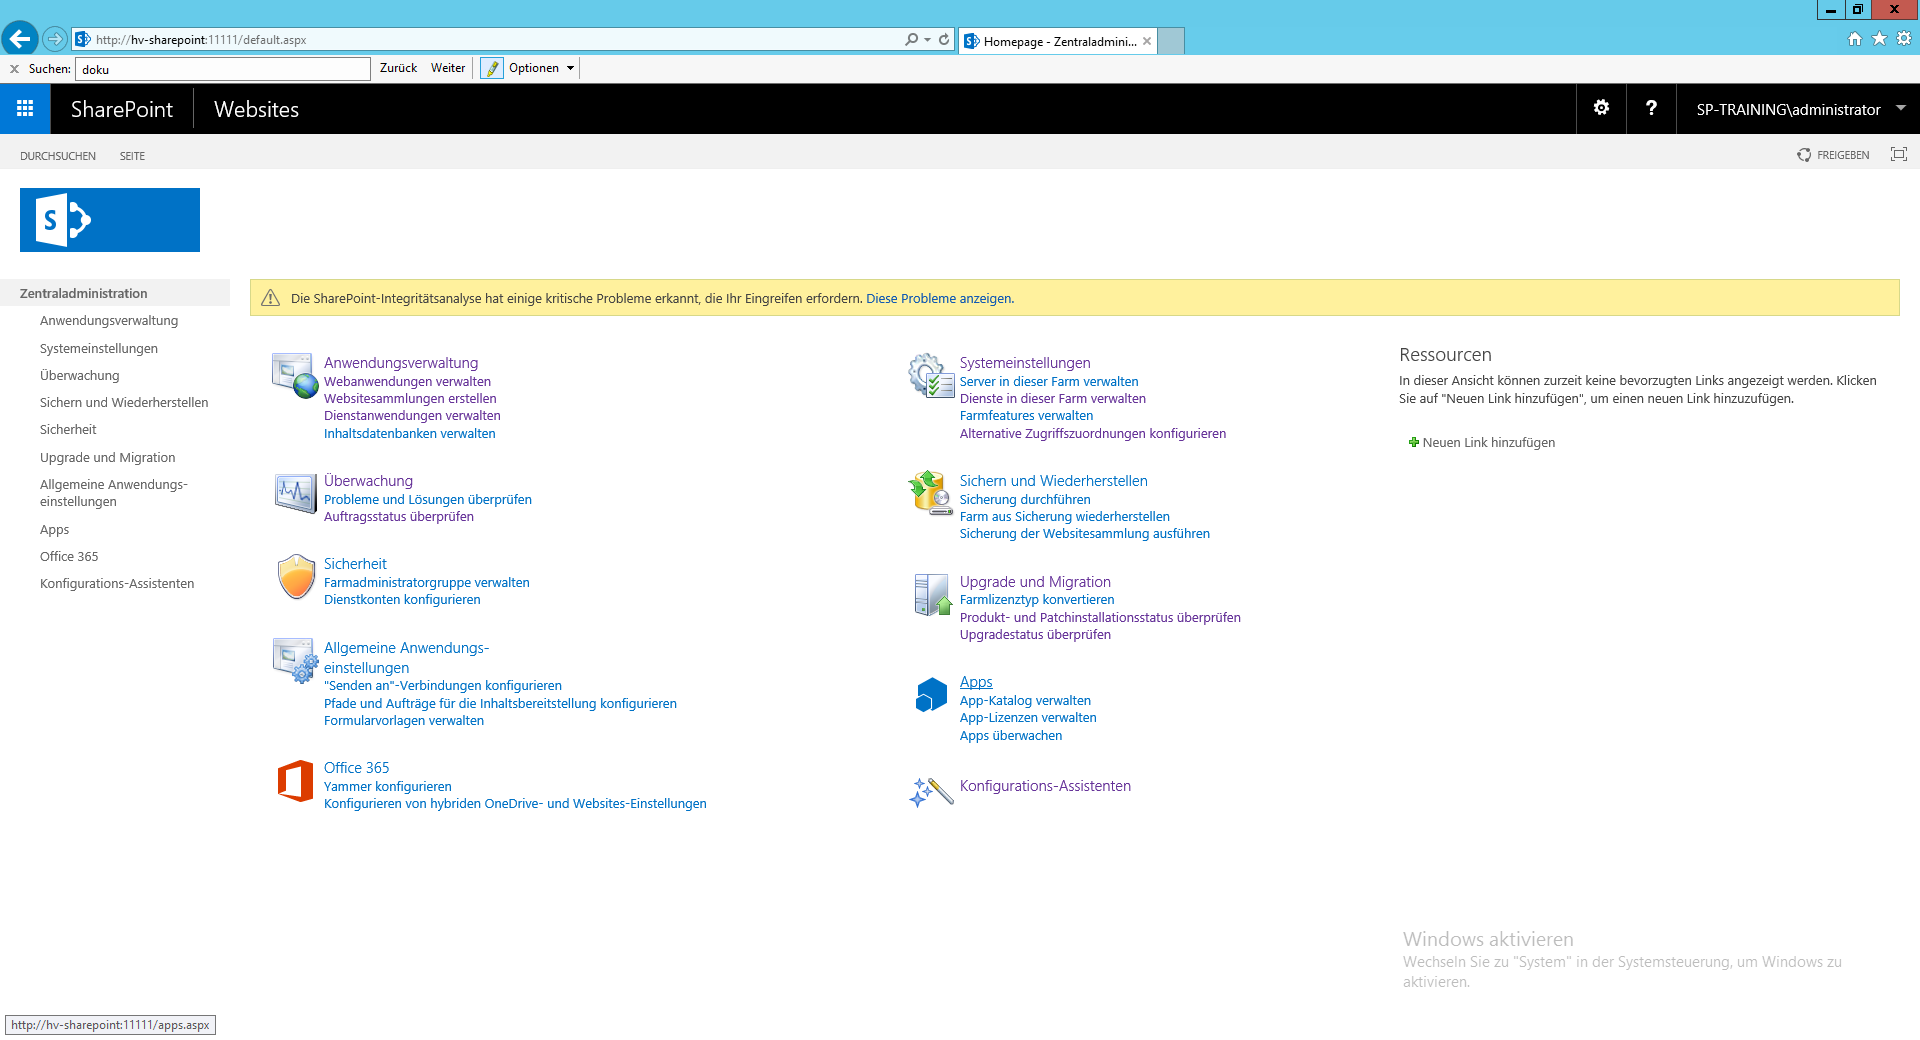 http://hv-sharepoint:11111/default.aspx
Homepage - Zentraladmini...
Suchen: doku Zurück Weiter Optionen
SharePoint Websites SP-TRAINING\administrator
DURCHSUCHEN SEITE FREIGEBEN
S
Zentraladministration
Anwendungsverwaltung
Systemeinstellungen
Überwachung
Sichern und Wiederherstellen
Sicherheit
Upgrade und Migration
Allgemeine Anwendungs-
einstellungen
Apps
Office 365
Konfigurations-Assistenten
Die SharePoint-Integritätsanalyse hat einige kritische Probleme erkannt, die Ihr Eingreifen erfordern. Diese Probleme anzeigen.
Anwendungsverwaltung
Webanwendungen verwalten
Websitesammlungen erstellen
Dienstanwendungen verwalten
Inhaltsdatenbanken verwalten
Überwachung
Probleme und Lösungen überprüfen
Auftragsstatus überprüfen
Sicherheit
Farmadministratorgruppe verwalten
Dienstkonten konfigurieren
Allgemeine Anwendungs-
einstellungen
"Senden an"-Verbindungen konfigurieren
Pfade und Aufträge für die Inhaltsbereitstellung konfigurieren
Formularvorlagen verwalten
Office 365
Yammer konfigurieren
Konfigurieren von hybriden OneDrive- und Websites-Einstellungen
Systemeinstellungen
Server in dieser Farm verwalten
Dienste in dieser Farm verwalten
Farmfeatures verwalten
Alternative Zugriffszuordnungen konfigurieren
Sichern und Wiederherstellen
Sicherung durchführen
Farm aus Sicherung wiederherstellen
Sicherung der Websitesammlung ausführen
Upgrade und Migration
Farmlizenztyp konvertieren
Produkt- und Patchinstallationsstatus überprüfen
Upgradestatus überprüfen
Apps
App-Katalog verwalten
App-Lizenzen verwalten
Apps überwachen
Konfigurations-Assistenten
Ressourcen
In dieser Ansicht können zurzeit keine bevorzugten Links angezeigt werden. Klicken
Sie auf "Neuen Link hinzufügen", um einen neuen Link hinzuzufügen.
Neuen Link hinzufügen
Windows aktivieren
Wechseln Sie zu "System" in der Systemsteuerung, um Windows zu
aktivieren.
http://hv-sharepoint:11111/apps.aspx